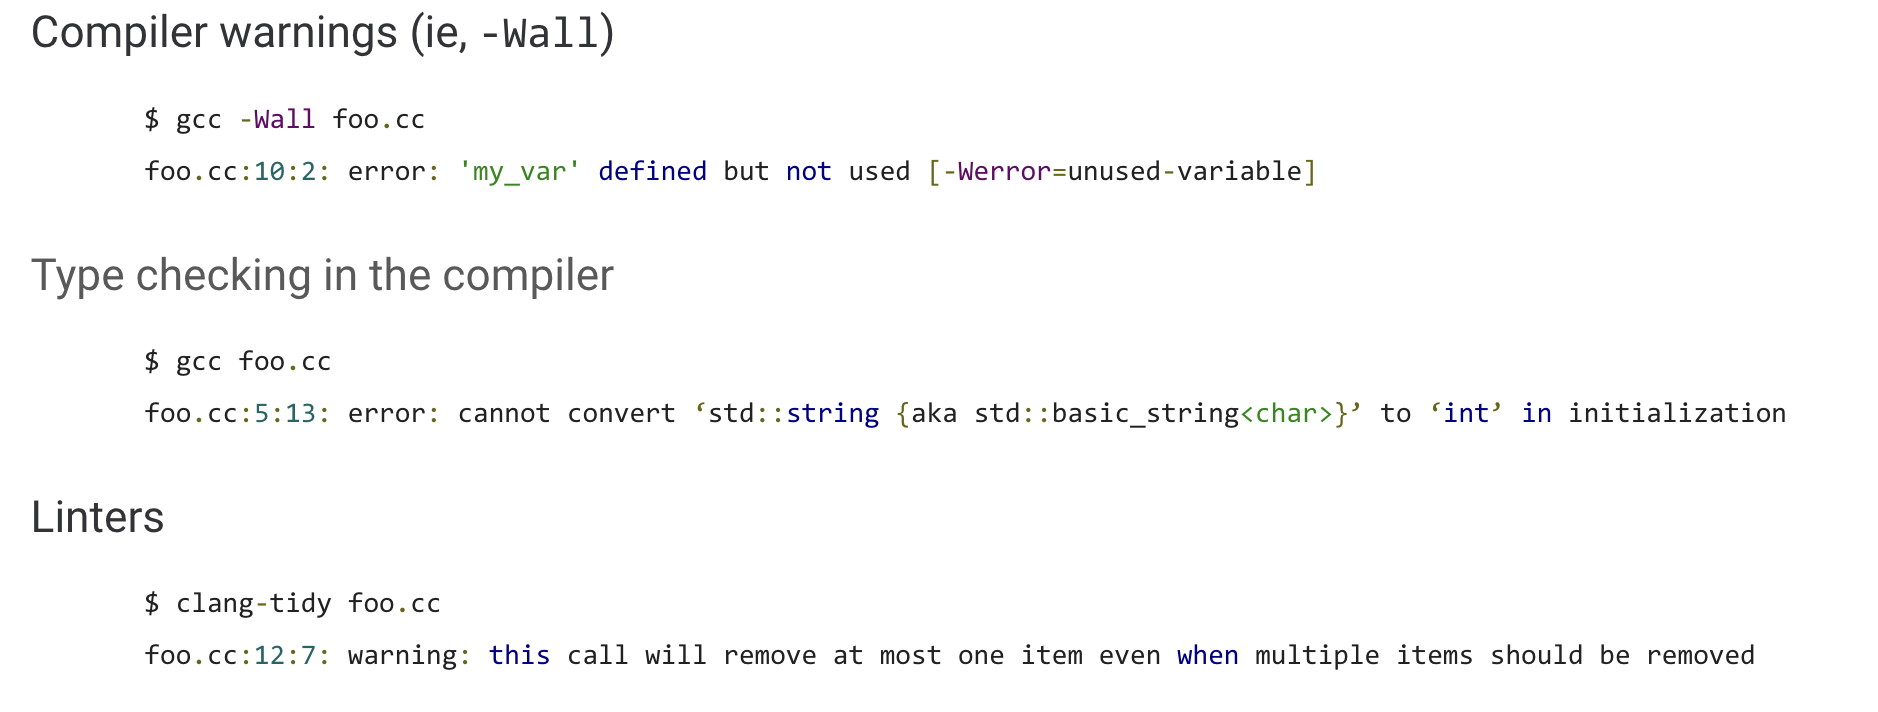 Compiler warnings (ie, -Wall)
$ gcc -Wall foo.cc
foo.cc:10:2: error: 'my_var' defined but not used [-Werror=unused-variable]
Type checking in the compiler
$ gcc foo.cc
foo.cc:5:13: error: cannot convert ‘std::string {aka std::basic_string<char>}’ to ‘int’ in initialization
Linters
$ clang-tidy foo.cc
foo.cc:12:7: warning: this call will remove at most one item even when multiple items should be removed